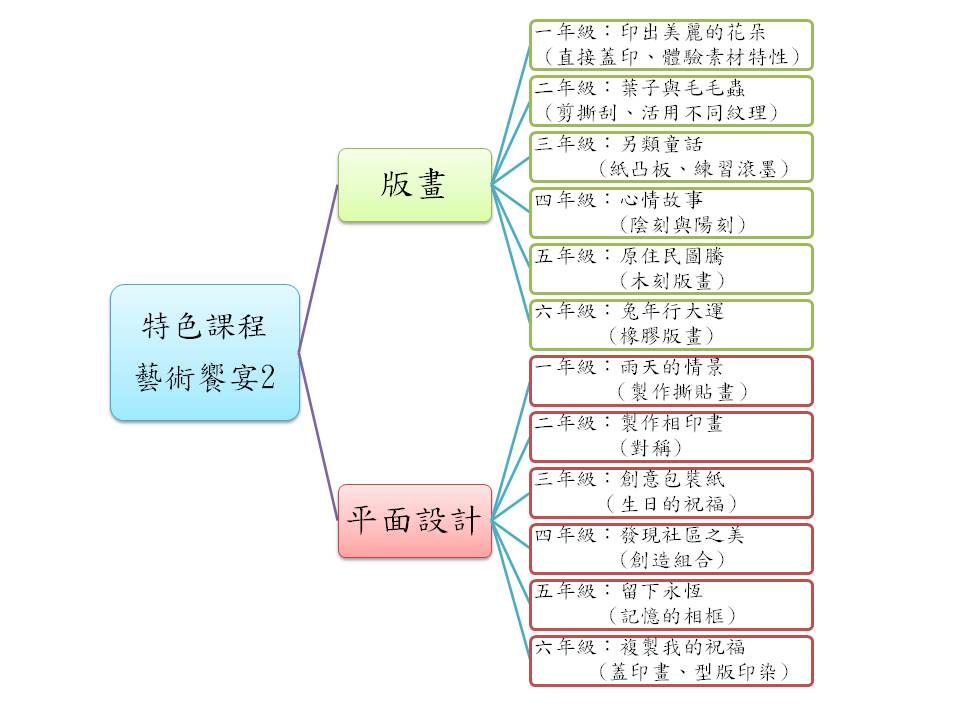 特色課程
藝術饗宴2
版畫
一年級：印出美麗的花朵
（直接蓋印、體驗素材特性）
二年級：葉子與毛毛蟲
（剪撕刮、活用不同紋理）
三年級：另類童話
（紙凸板、練習滾墨）
四年級：心情故事
（陰刻與陽刻）
五年級：原住民圖騰
（木刻版畫）
六年級：兔年行大運
（橡膠版畫）
平面設計
一年級：雨天的情景
（製作撕貼畫）
二年級：製作相印畫
（對稱）
三年級：創意包裝紙
（生日的祝福）
四年級：發現社區之美
（創造組合）
五年級：留下永恆
（記憶的相框）
六年級：複製我的祝福
（蓋印畫、型版印染）